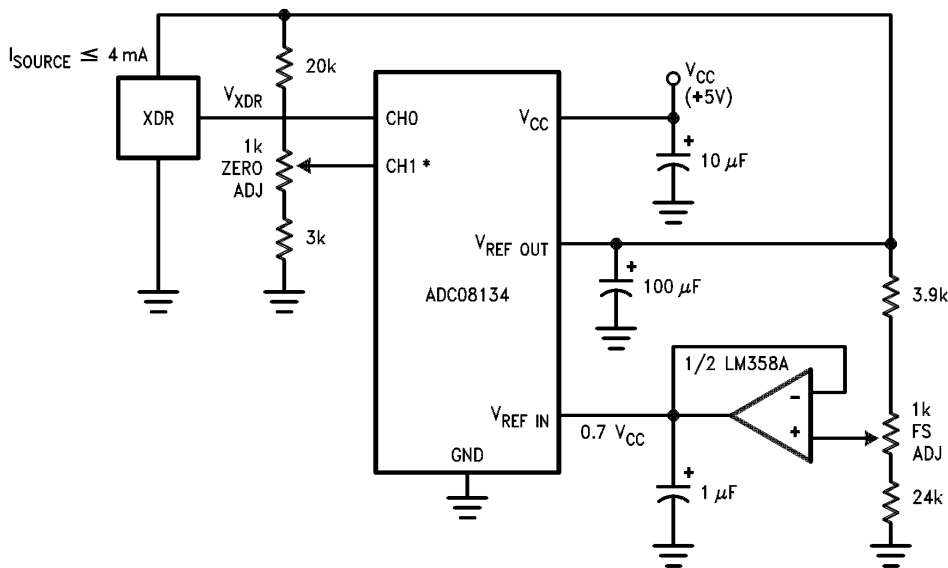 I_SOURCE ≤ 4 mA
XDR
V_XDR
20k
1k
ZERO
ADJ
3k
CH0
CH1 *
V_CC
V_REF OUT
ADC08134
V_REF IN
GND
V_CC
(+5V)
+
10 µF
+
100 µF
3.9k
1/2 LM358A
-
+
0.7 V_CC
1k
FS
ADJ
+
1 µF
24k